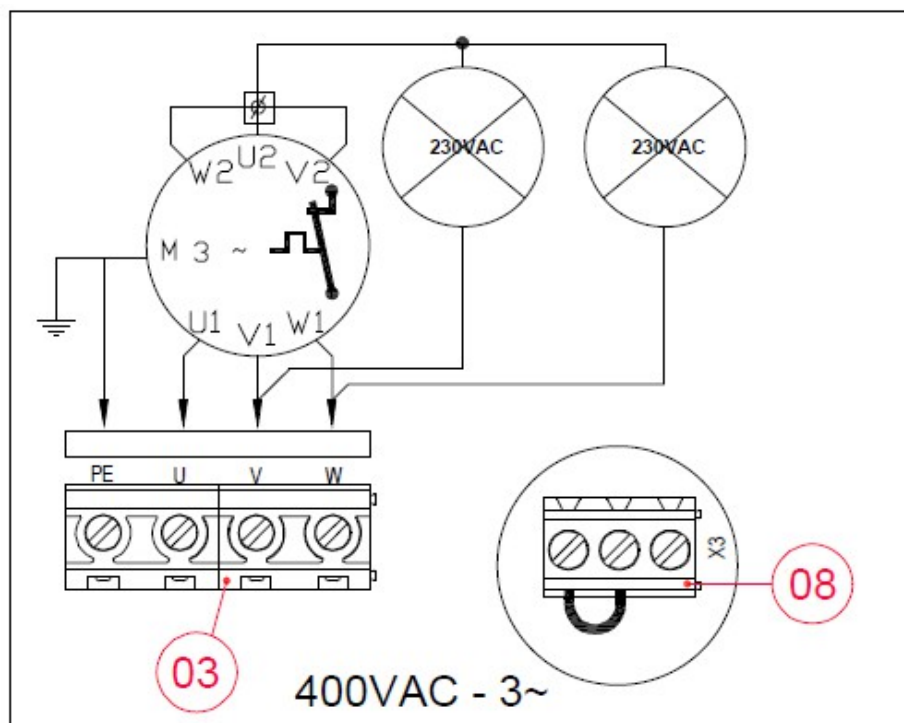 W2 U2 V2
230VAC
230VAC
M 3 ~
U1 V1 W1
PE U V W
X3
03
08
400VAC - 3~